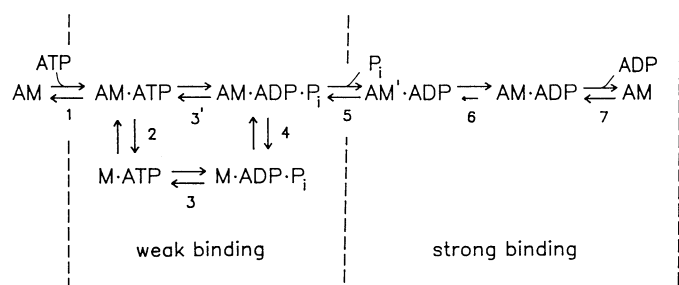 ATP Pi ADP
AM AM·ATP AM·ADP·Pi AM'·ADP AM·ADP AM
1 3' 5 6 7
2 4
M·ATP M·ADP·Pi
3
weak binding strong binding